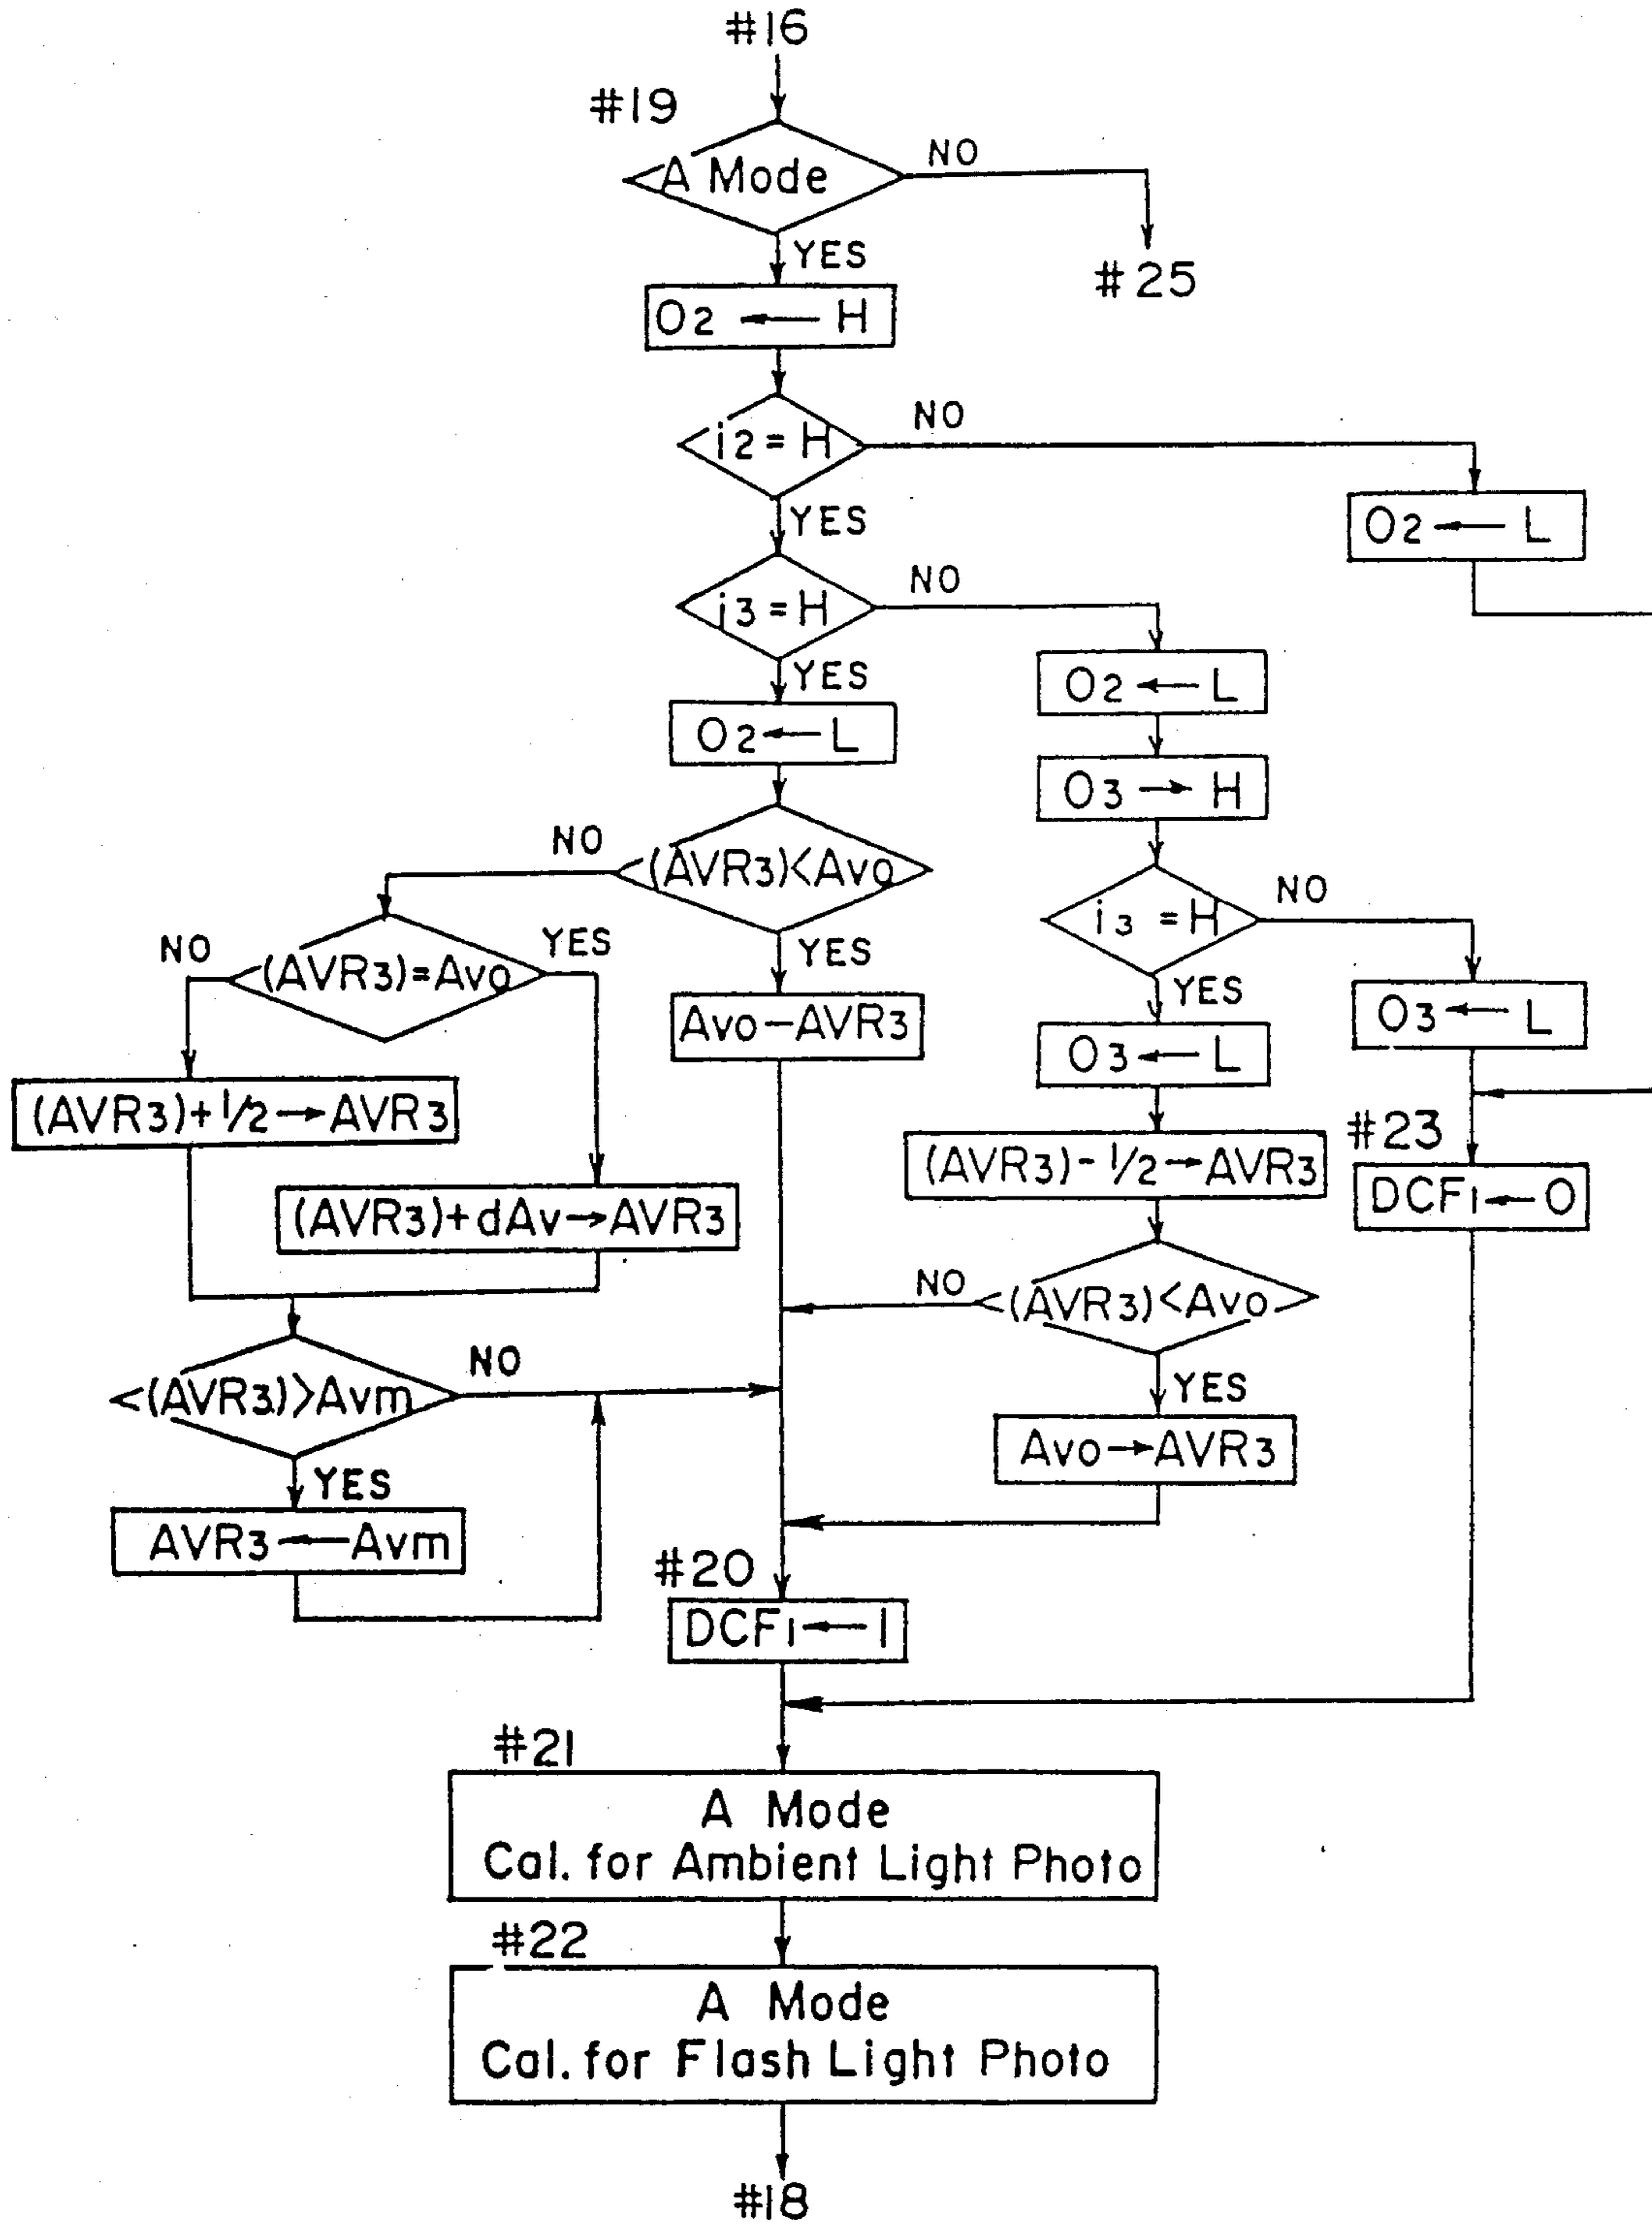 #16
#19
A Mode
NO
YES
#25
O2 ← H
i2 = H
NO
YES
O2 ← L
i3 = H
NO
YES
O2 ← L
O2 ← L
O3 → H
(AVR3)<Avo
NO
YES
i3 = H
NO
YES
(AVR3)=Avo
NO
YES
Avo-AVR3
O3 ← L
O3 ← L
(AVR3)+1/2→AVR3
(AVR3)-1/2→AVR3
#23
DCF1←0
(AVR3)+dAv→AVR3
(AVR3)<Avo
NO
YES
<(AVR3)>Avm
NO
YES
Avo→AVR3
AVR3←Avm
#20
DCF1←1
#21
A Mode
Cal. for Ambient Light Photo
#22
A Mode
Cal. for Flash Light Photo
#18